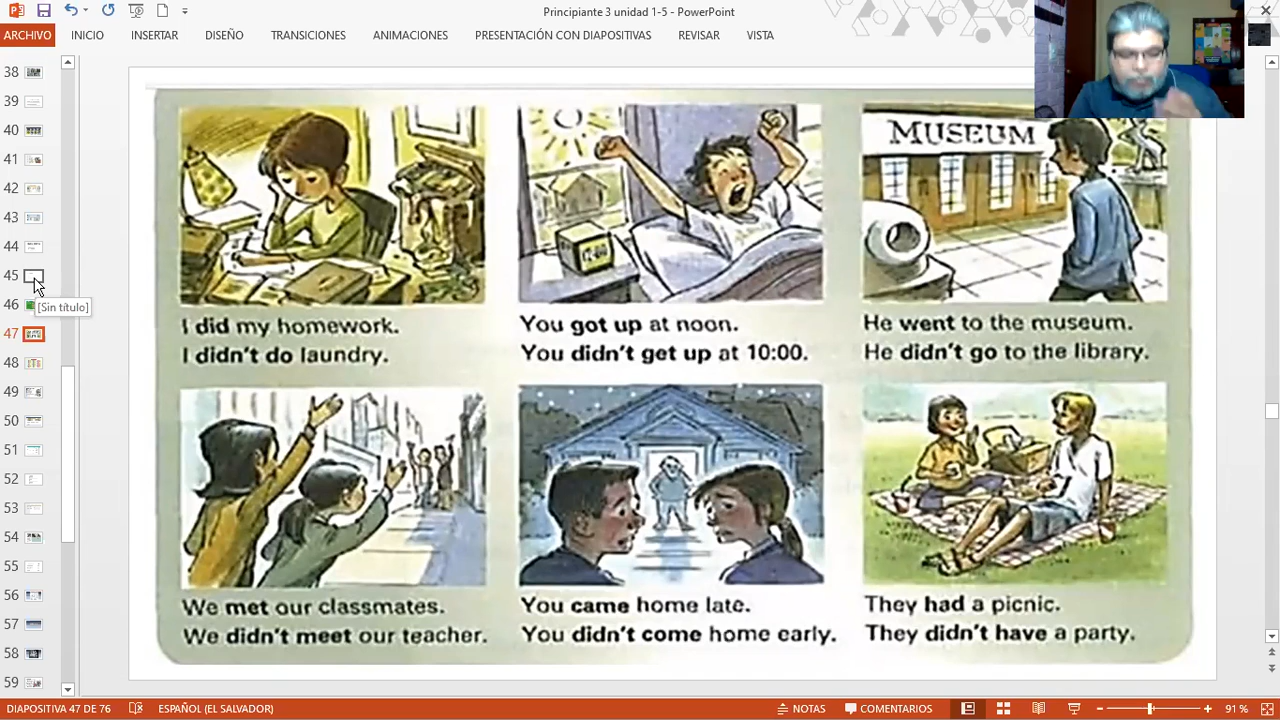 Principiante 3 unidad 1-5 - PowerPoint
ARCHIVO INICIO INSERTAR DISEÑO TRANSICIONES ANIMACIONES PRESENTACIÓN CON DIAPOSITIVAS REVISAR VISTA
38
39
40
41
42
43
44
45
46
[Sin título]
47
48
49
50
51
52
53
54
55
56
57
58
59
MUSEUM
I did my homework.
I didn't do laundry.
You got up at noon.
You didn't get up at 10:00.
He went to the museum.
He didn't go to the library.
We met our classmates.
We didn't meet our teacher.
You came home late.
You didn't come home early.
They had a picnic.
They didn't have a party.
DIAPOSITIVA 47 DE 76 ESPAÑOL (EL SALVADOR) NOTAS COMENTARIOS 91 %